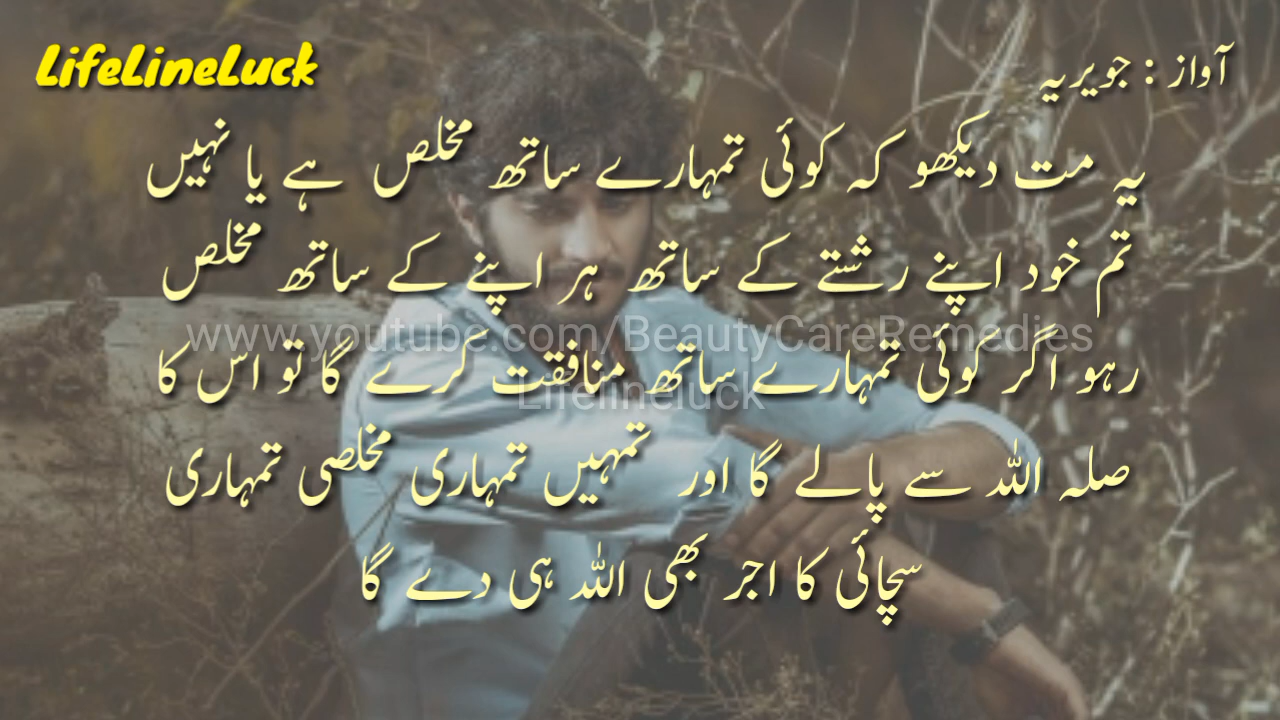 LifeLineLuck
آواز : جویریہ
یہ مت دیکھو کہ کوئی تمہارے ساتھ مخلص ہے یا نہیں
تم خود اپنے رشتے کے ساتھ ہر اپنے کے ساتھ مخلص
www.youtube.com/BeautyCareRemedies
رہو اگر کوئی تمہارے ساتھ منافقت کرے گا تو اس کا
Lifelineluck
صلہ اللہ سے پالے گا اور تمہیں تمہاری مخلصی تمہاری
سچائی کا اجر بھی اللہ ہی دے گا